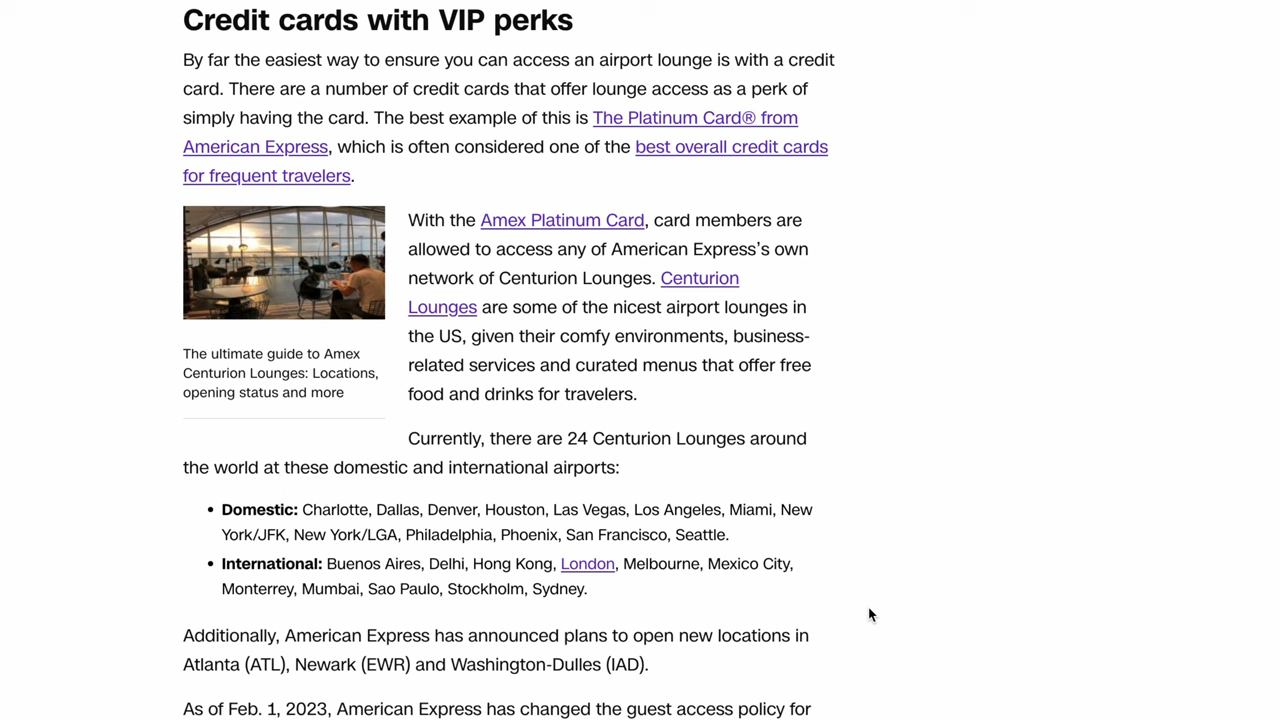 Credit cards with VIP perks
By far the easiest way to ensure you can access an airport lounge is with a credit
card. There are a number of credit cards that offer lounge access as a perk of
simply having the card. The best example of this is The Platinum Card® from
American Express, which is often considered one of the best overall credit cards
for frequent travelers.
With the Amex Platinum Card, card members are
allowed to access any of American Express’s own
network of Centurion Lounges. Centurion
Lounges are some of the nicest airport lounges in
the US, given their comfy environments, business-
related services and curated menus that offer free
food and drinks for travelers.
The ultimate guide to Amex
Centurion Lounges: Locations,
opening status and more
Currently, there are 24 Centurion Lounges around
the world at these domestic and international airports:
• Domestic: Charlotte, Dallas, Denver, Houston, Las Vegas, Los Angeles, Miami, New
York/JFK, New York/LGA, Philadelphia, Phoenix, San Francisco, Seattle.
• International: Buenos Aires, Delhi, Hong Kong, London, Melbourne, Mexico City,
Monterrey, Mumbai, Sao Paulo, Stockholm, Sydney.
Additionally, American Express has announced plans to open new locations in
Atlanta (ATL), Newark (EWR) and Washington-Dulles (IAD).
As of Feb. 1, 2023, American Express has changed the guest access policy for